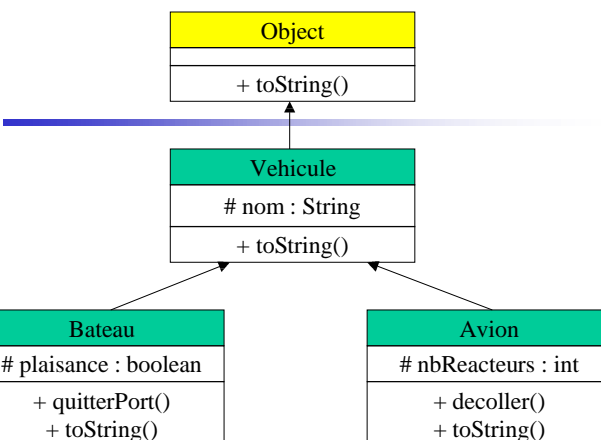 Object
+ toString()
Vehicule
# nom : String
+ toString()
Bateau
# plaisance : boolean
+ quitterPort()
+ toString()
Avion
# nbReacteurs : int
+ decoller()
+ toString()